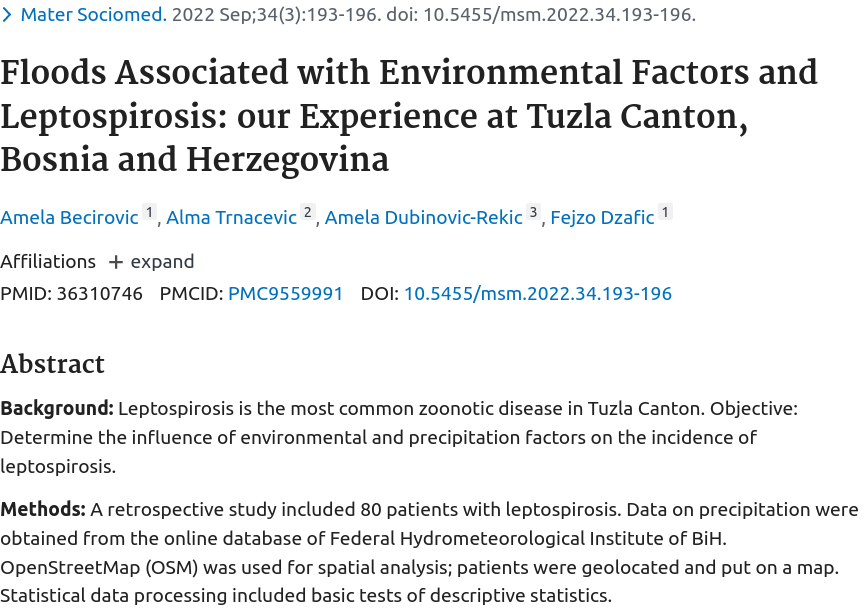 Mater Sociomed. 2022 Sep;34(3):193-196. doi: 10.5455/msm.2022.34.193-196.
Floods Associated with Environmental Factors and
Leptospirosis: our Experience at Tuzla Canton,
Bosnia and Herzegovina
Amela Becirovic 1, Alma Trnacevic 2, Amela Dubinovic-Rekic 3, Fejzo Dzafic 1
Affiliations + expand
PMID: 36310746 PMCID: PMC9559991 DOI: 10.5455/msm.2022.34.193-196
Abstract
Background: Leptospirosis is the most common zoonotic disease in Tuzla Canton. Objective:
Determine the influence of environmental and precipitation factors on the incidence of
leptospirosis.
Methods: A retrospective study included 80 patients with leptospirosis. Data on precipitation were
obtained from the online database of Federal Hydrometeorological Institute of BiH.
OpenStreetMap (OSM) was used for spatial analysis; patients were geolocated and put on a map.
Statistical data processing included basic tests of descriptive statistics.